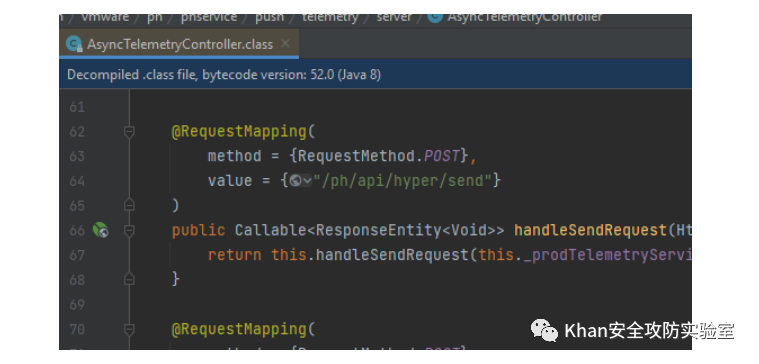 vmware / ph / phservice / push / telemetry / server / AsyncTelemetryController
AsyncTelemetryController.class ×
Decompiled .class file, bytecode version: 52.0 (Java 8)
61
62 @RequestMapping(
63 method = {RequestMethod.POST},
64 value = {"/ph/api/hyper/send"}
65 )
66 public Callable<ResponseEntity<Void>> handleSendRequest(Ht
67 return this.handleSendRequest(this._prodTelemetryServi
68 }
69
70 @RequestMapping(
Khan安全攻防实验室